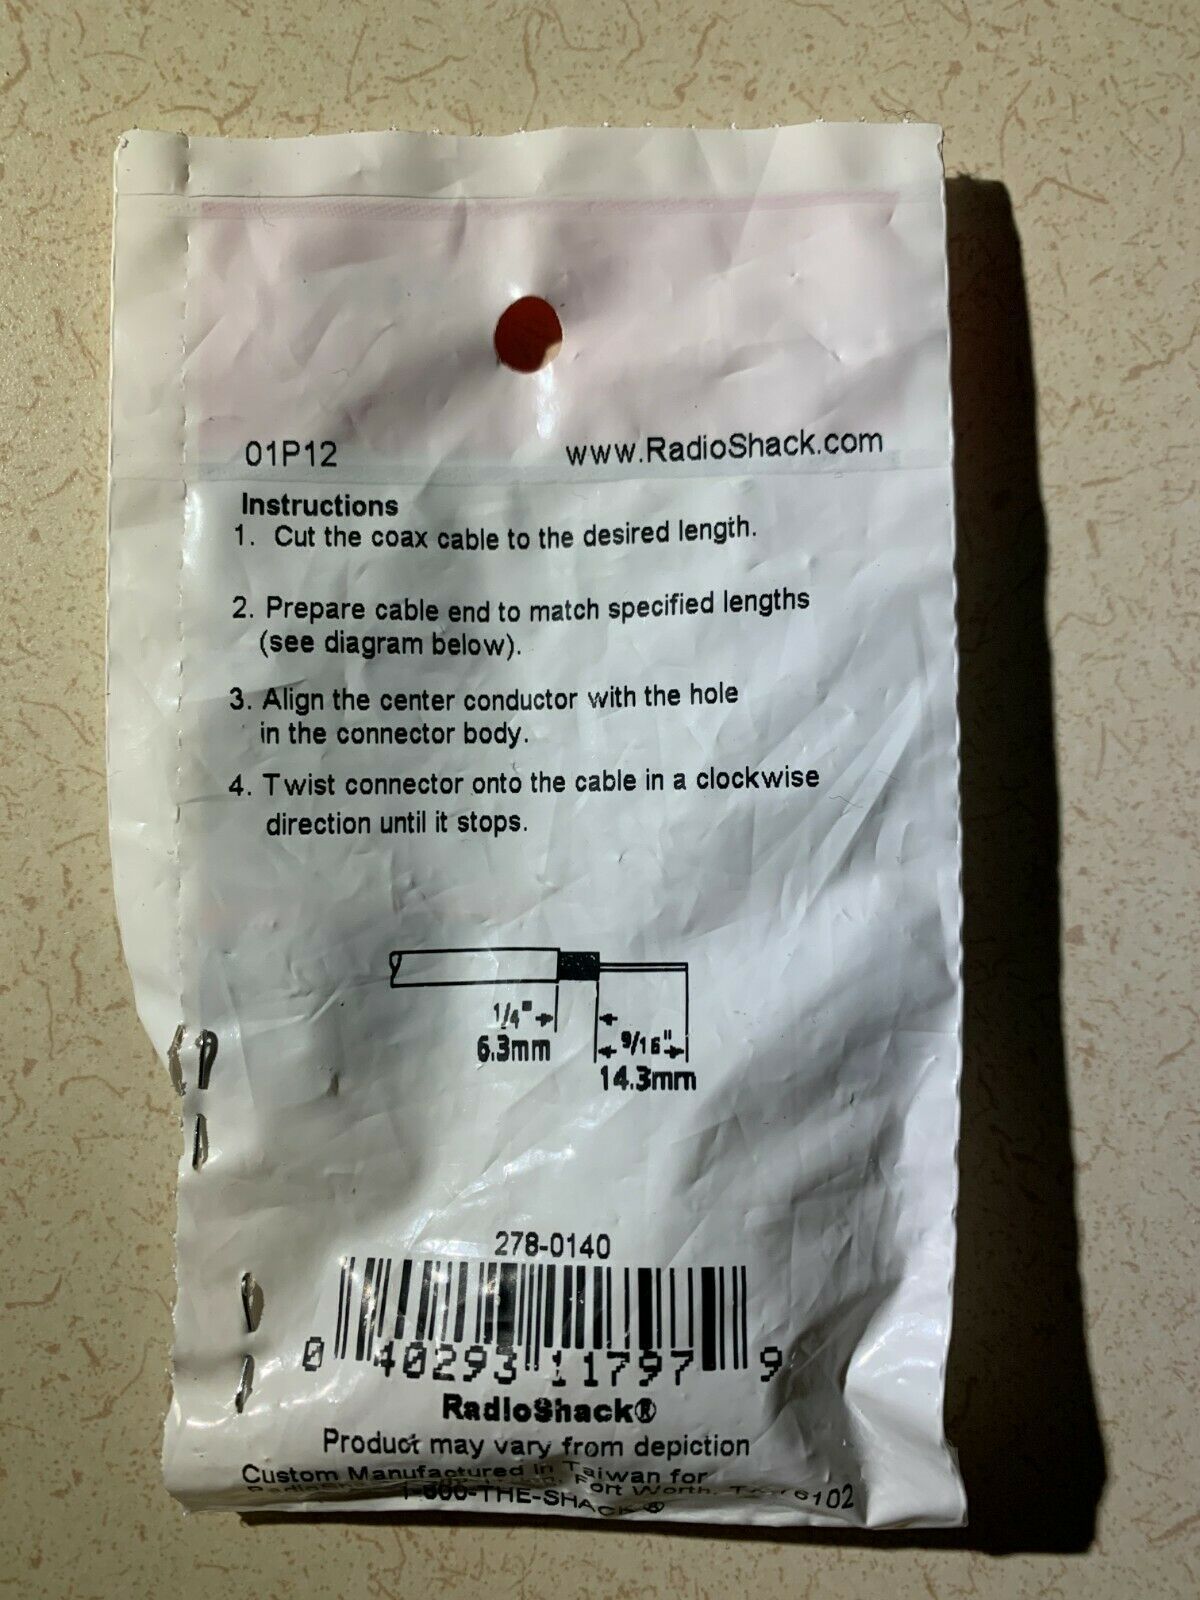 01P12 www.RadioShack.com
Instructions
1. Cut the coax cable to the desired length.
2. Prepare cable end to match specified lengths
(see diagram below).
3. Align the center conductor with the hole
in the connector body.
4. Twist connector onto the cable in a clockwise
direction until it stops.
1/4" 9/16"
6.3mm 14.3mm
278-0140
0 40293 11797 9
RadioShack®
Product may vary from depiction
Custom Manufactured in Taiwan for
Fort Worth, 76102
1-800-THE-SHACK®